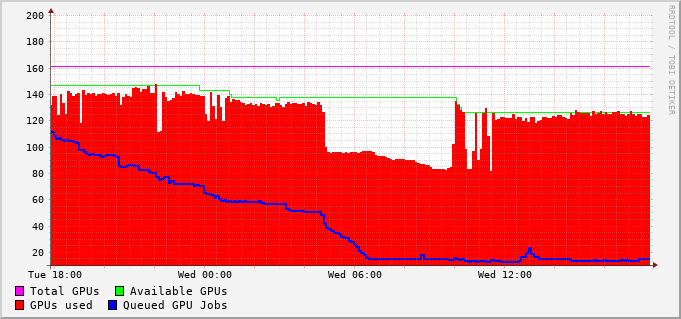 200
180
160
140
120
100
80
60
40
20
Tue 18:00 Wed 00:00 Wed 06:00 Wed 12:00
Total GPUs Available GPUs
GPUs used Queued GPU Jobs
RRDTOOL / TOBI OETIKER